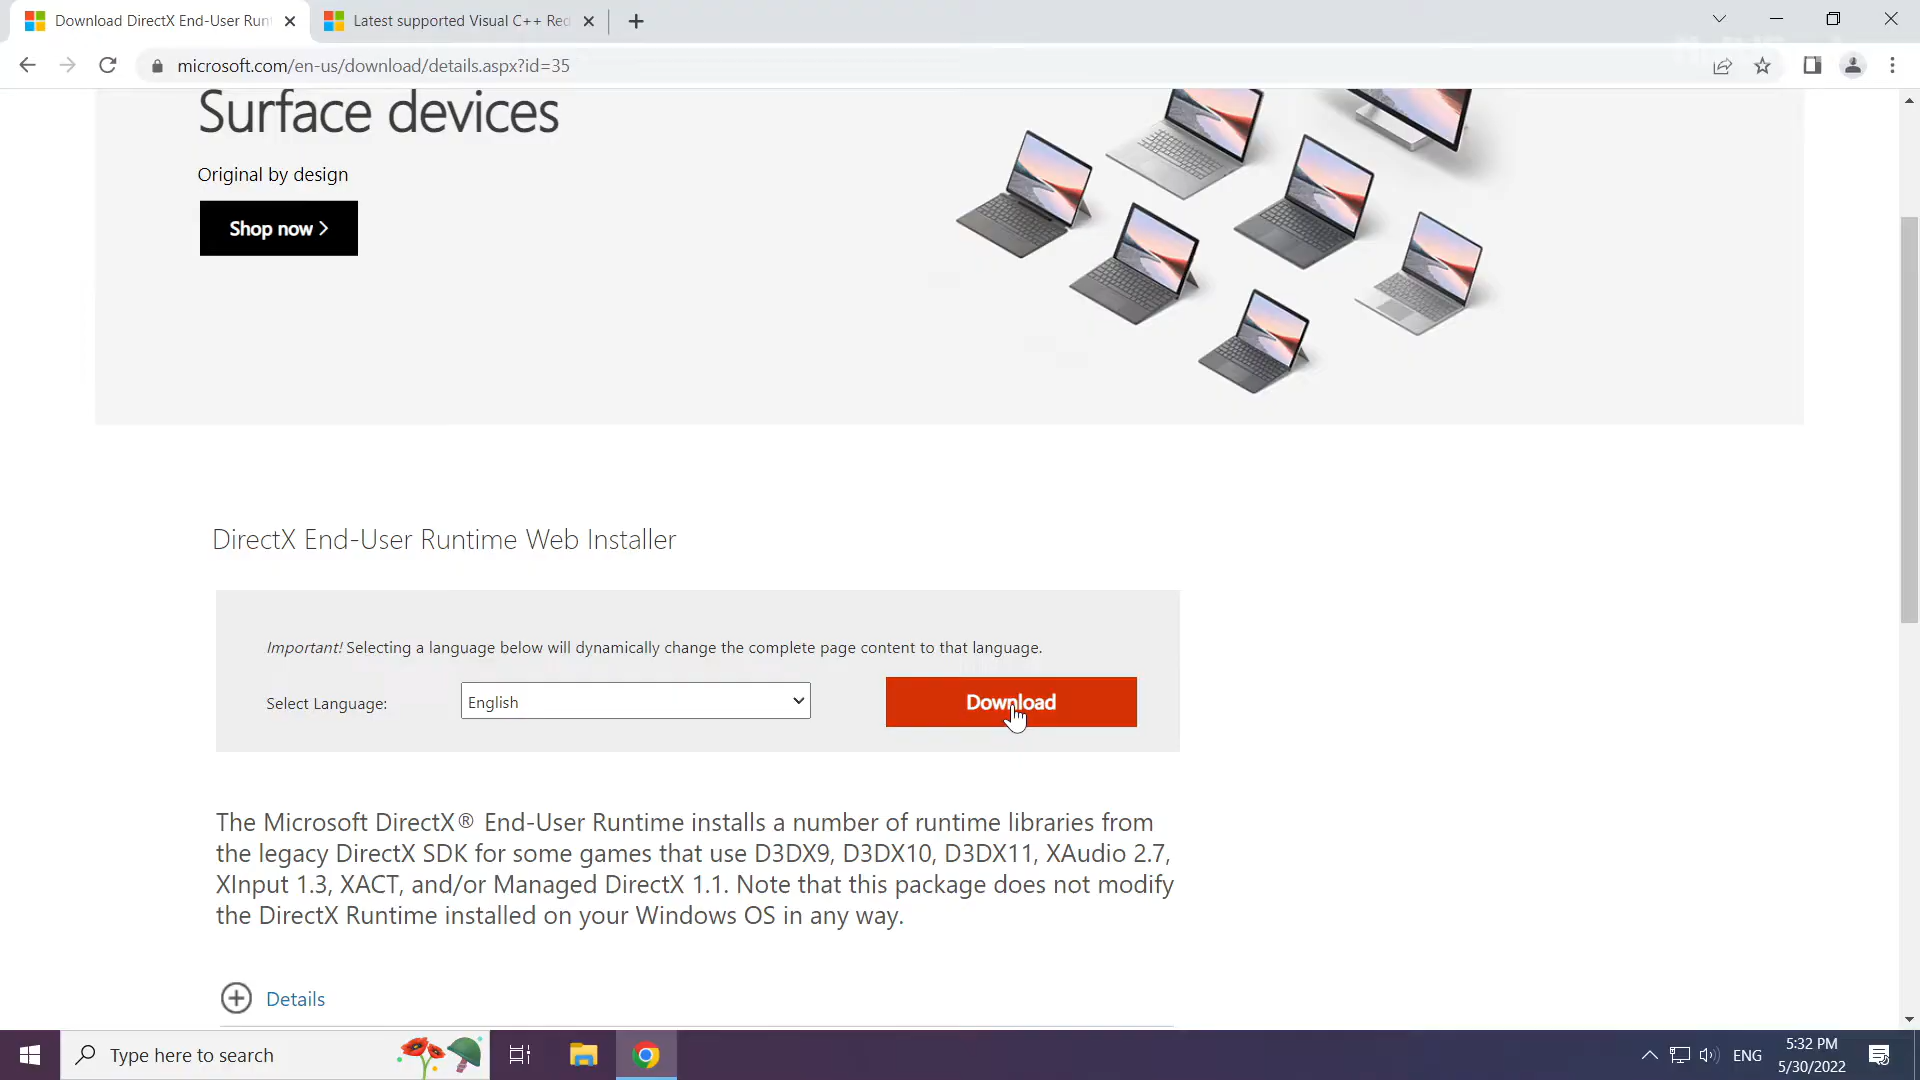 Download DirectX End-User Run
Latest supported Visual C++ Red
microsoft.com/en-us/download/details.aspx?id=35
Surface devices
Original by design
Shop now >
DirectX End-User Runtime Web Installer
Important! Selecting a language below will dynamically change the complete page content to that language.
Select Language:
English
Download
The Microsoft DirectX® End-User Runtime installs a number of runtime libraries from
the legacy DirectX SDK for some games that use D3DX9, D3DX10, D3DX11, XAudio 2.7,
XInput 1.3, XACT, and/or Managed DirectX 1.1. Note that this package does not modify
the DirectX Runtime installed on your Windows OS in any way.
Details
Type here to search
ENG
5:32 PM
5/30/2022